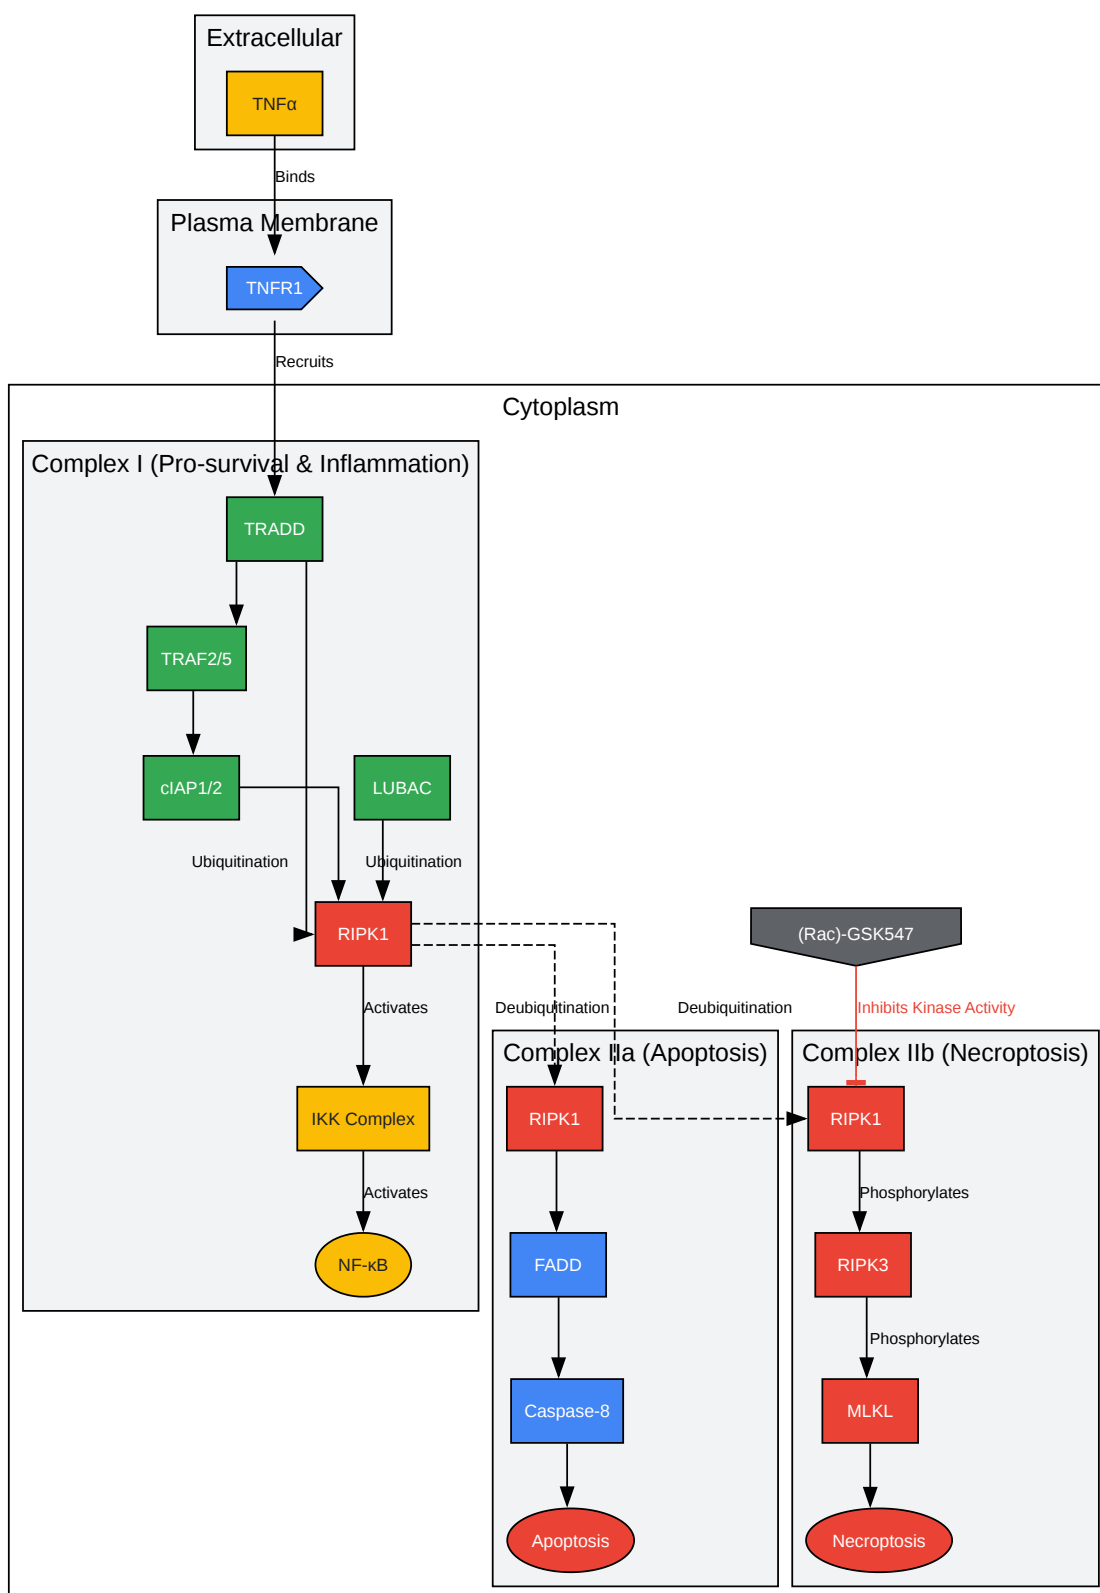 Extracellular
TNFα
Binds
Plasma Membrane
TNFR1
Recruits
Cytoplasm
Complex I (Pro-survival & Inflammation)
TRADD
TRAF2/5
cIAP1/2
LUBAC
Ubiquitination
Ubiquitination
RIPK1
(Rac)-GSK547
Activates
Deubiquitination
Deubiquitination
Inhibits Kinase Activity
Complex IIa (Apoptosis)
Complex IIb (Necroptosis)
IKK Complex
RIPK1
RIPK1
Activates
Phosphorylates
NF-κB
FADD
RIPK3
Phosphorylates
Caspase-8
MLKL
Apoptosis
Necroptosis